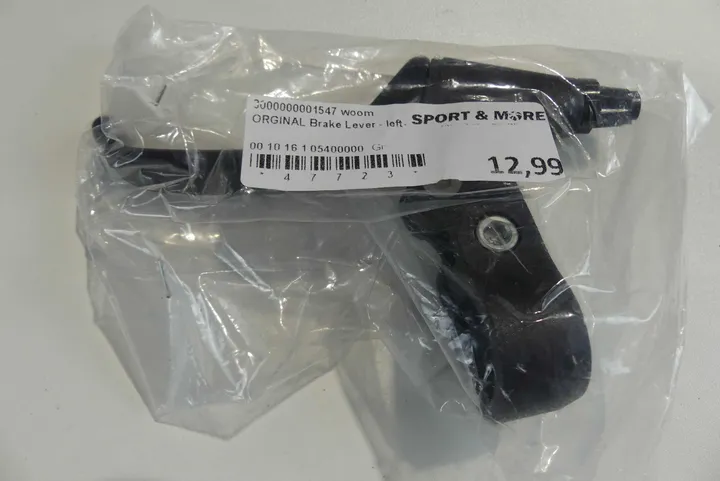 3000000001547 woom
ORGINAL Brake Lever - left-
SPORT & MORE
00 10 16 1 05400000 Gr
- 4 7 7 2 3 -
12,99